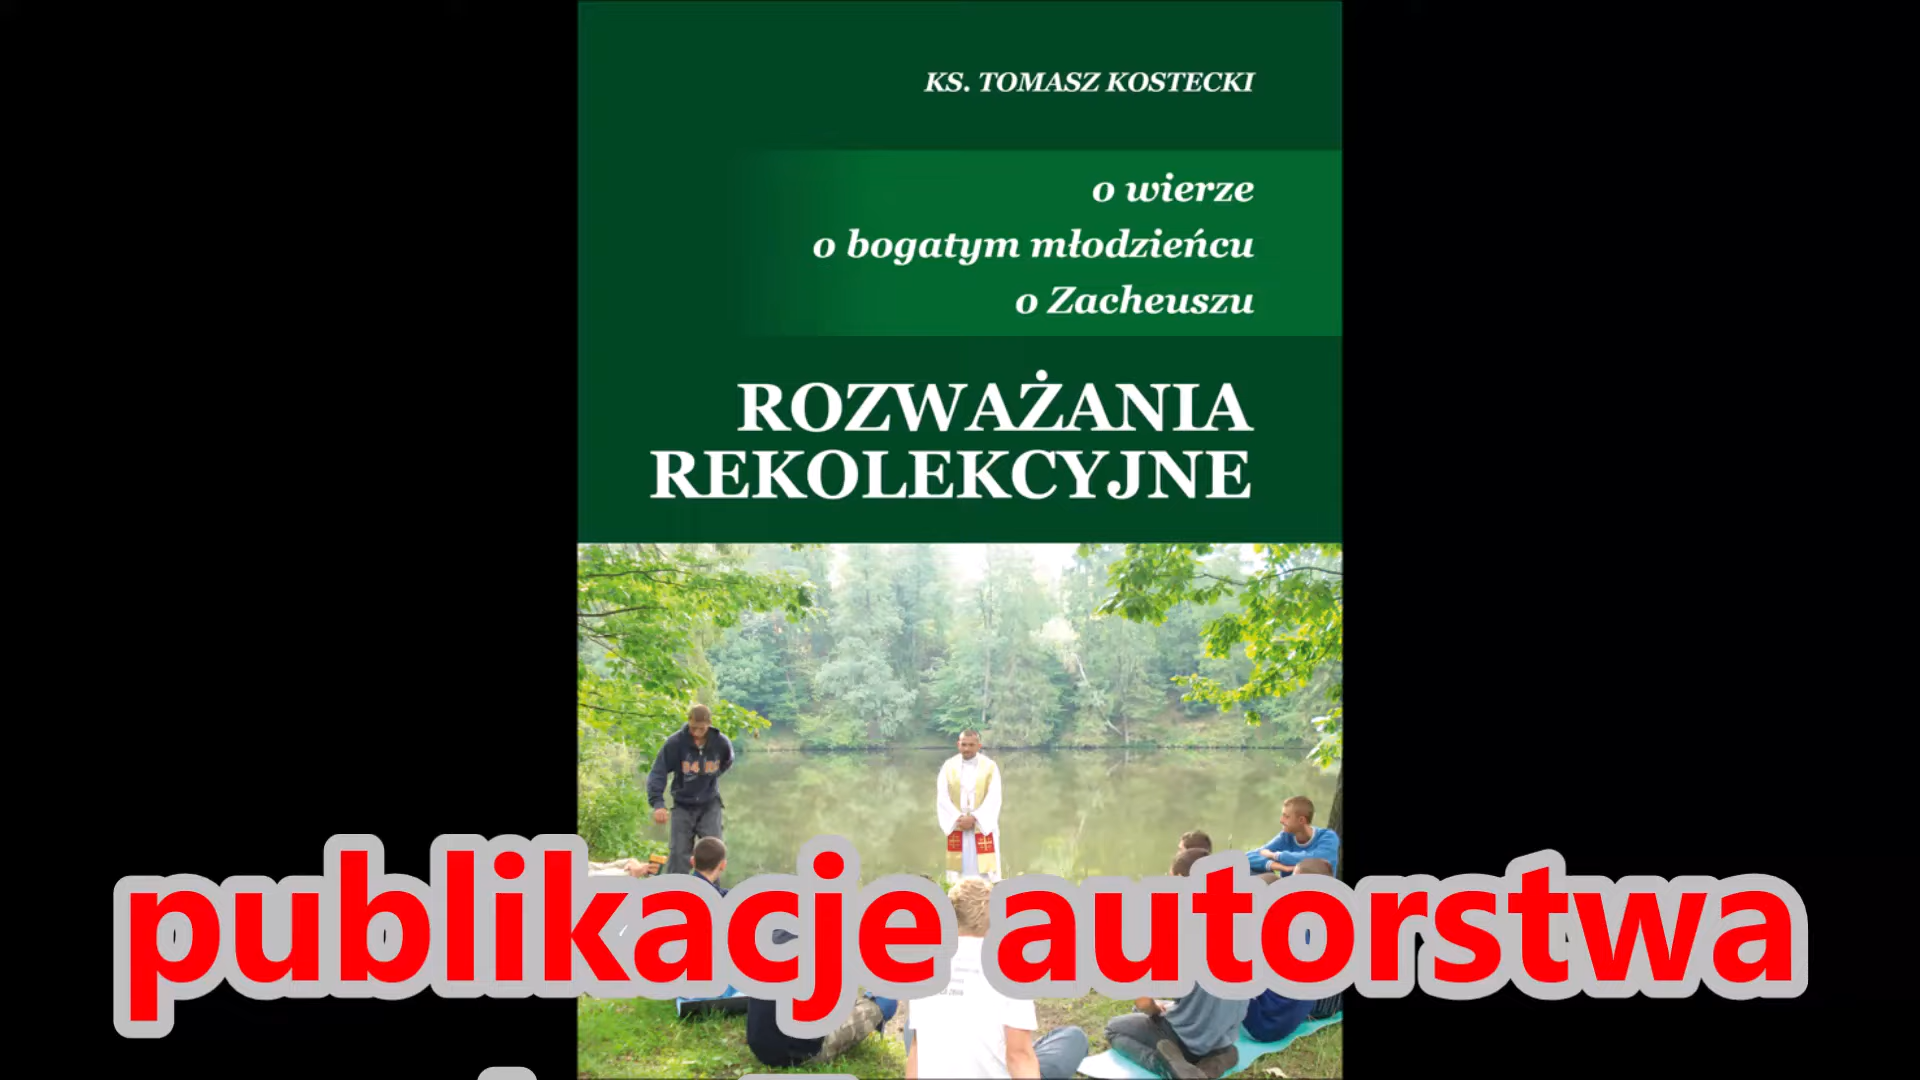 KS. TOMASZ KOSTECKI
o wierze
o bogatym młodzieńcu
o Zacheuszu
ROZWAŻANIA
REKOLEKCYJNE
publikacje autorstwa